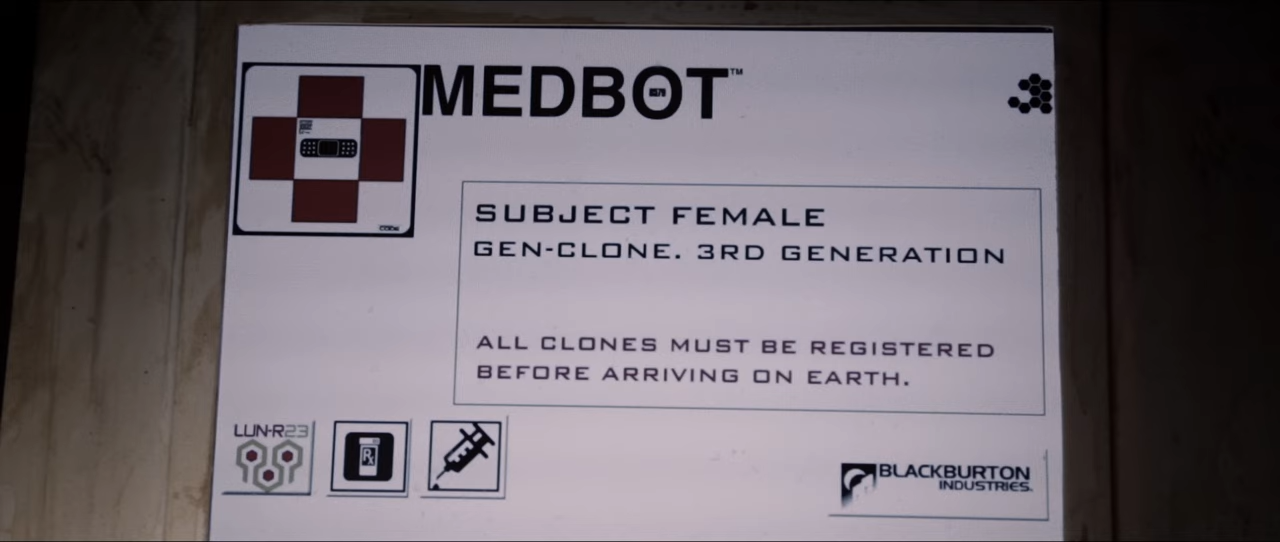 MEDBOT™
SUBJECT FEMALE
GEN-CLONE. 3RD GENERATION
ALL CLONES MUST BE REGISTERED
BEFORE ARRIVING ON EARTH.
LUN-R23
Rx
BLACKBURTON
INDUSTRIES.